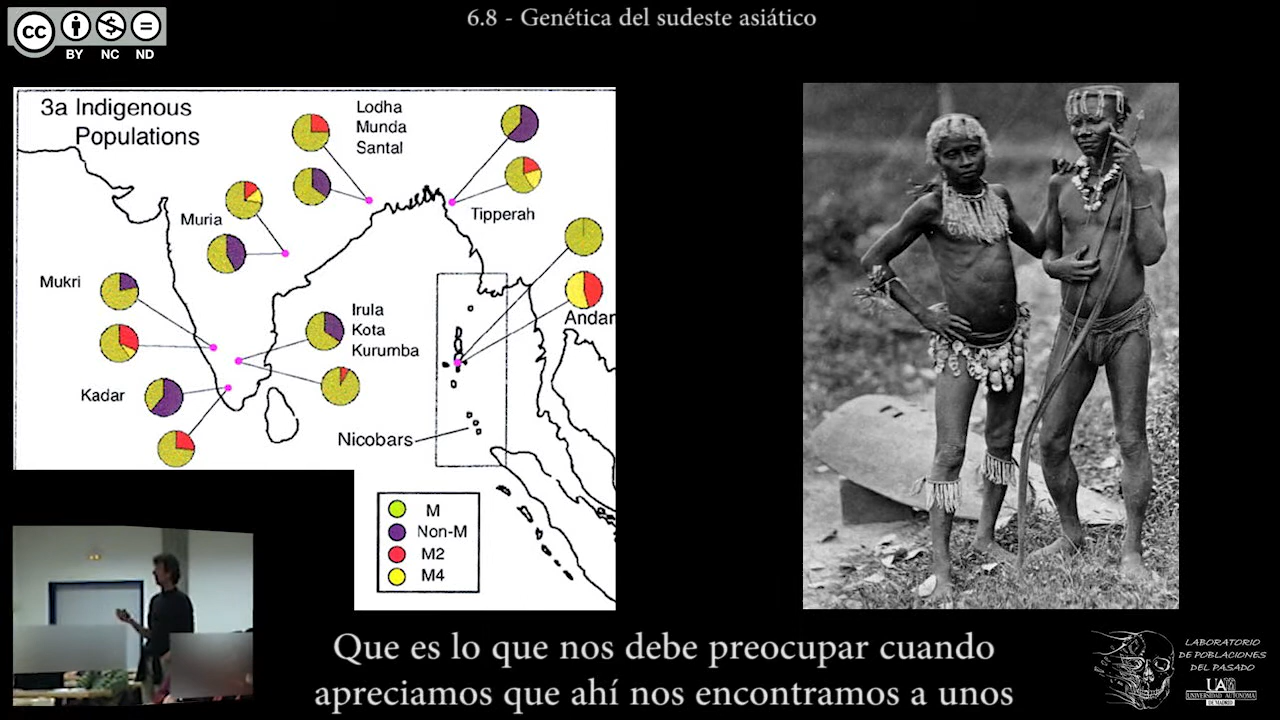 6.8 - Genética del sudeste asiático
cc
BY NC ND
3a Indigenous
Populations
Lodha
Munda
Santal
Muria
Tipperah
Mukri
Irula
Kota
Kurumba
Andar
Kadar
Nicobars
M
Non-M
M2
M4
Que es lo que nos debe preocupar cuando
apreciamos que ahí nos encontramos a unos
LABORATORIO
DE POBLACIONES
DEL PASADO
UAM
UNIVERSIDAD AUTONOMA
DE MADRID